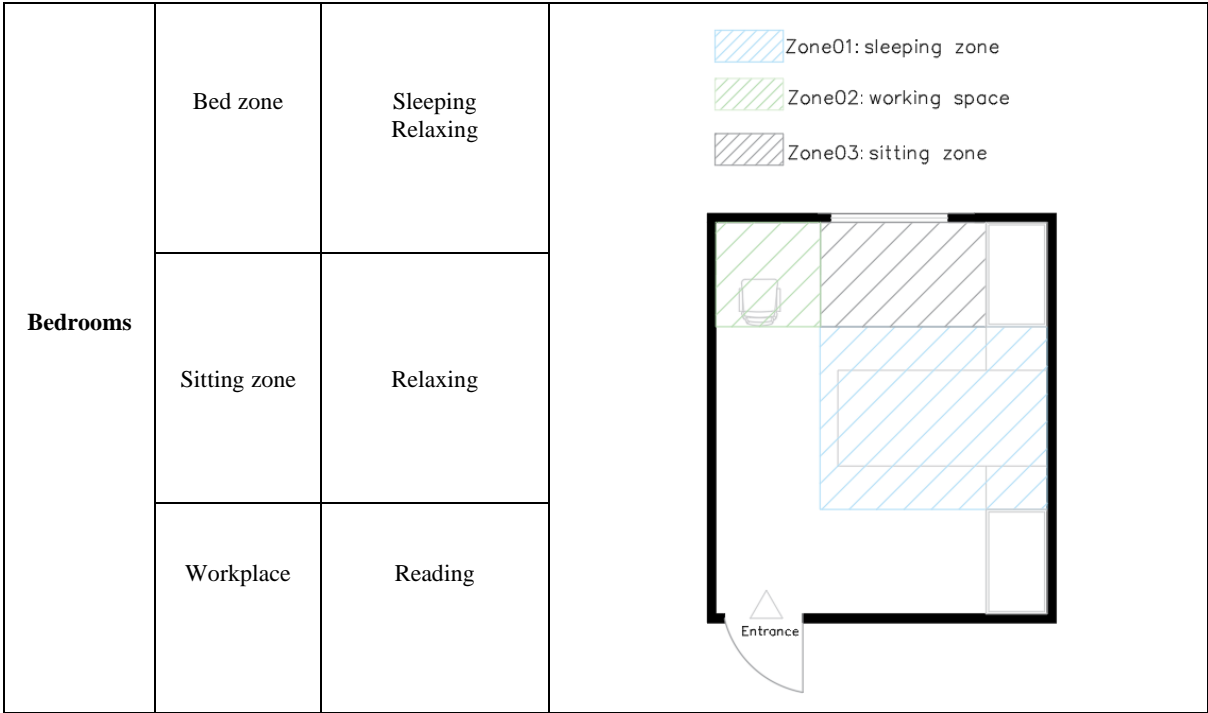 Bedrooms
Bed zone
Sleeping
Relaxing
Sitting zone
Relaxing
Workplace
Reading
Zone01: sleeping zone
Zone02: working space
Zone03: sitting zone
Entrance